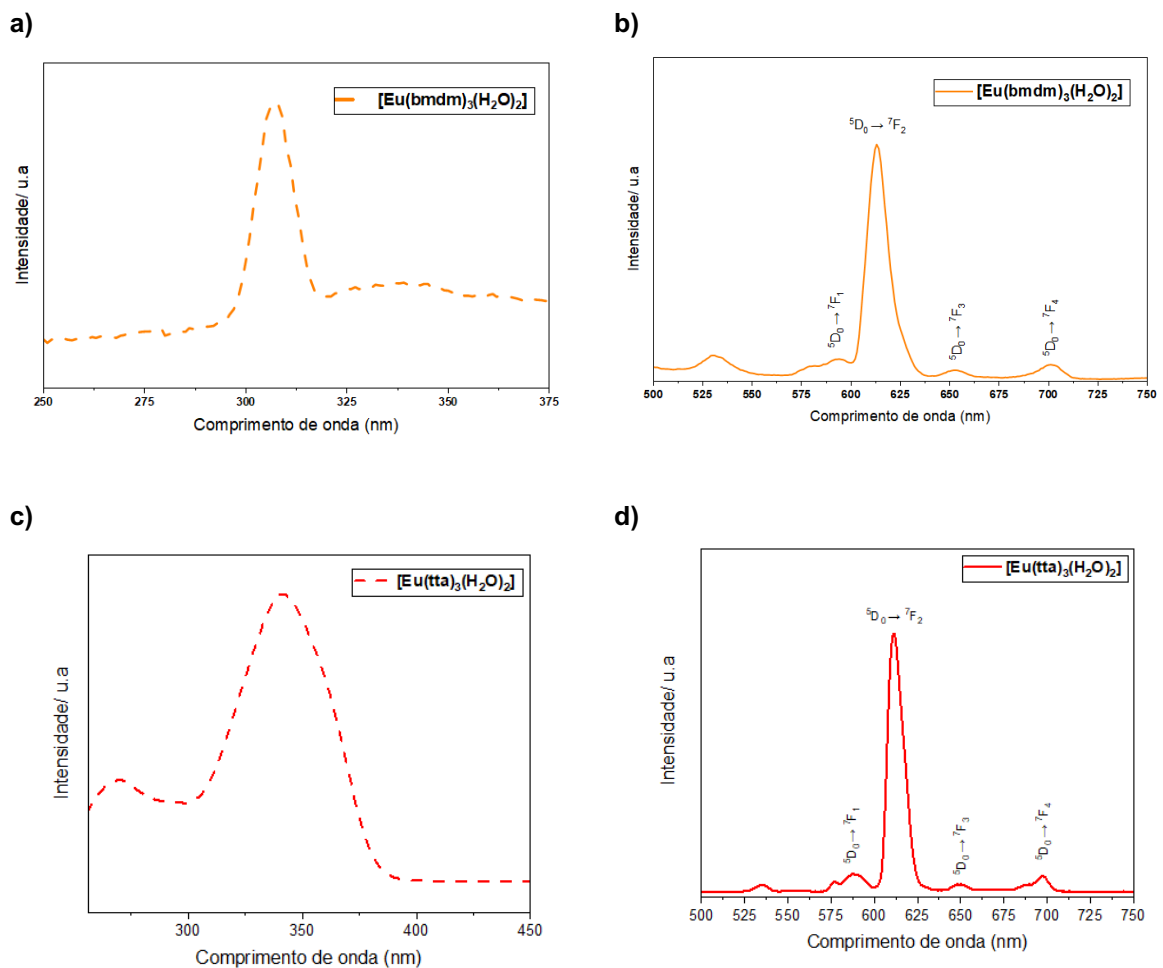 a)
[Eu(bmdm)₃(H₂O)₂]
Intensidade/ u.a
250 275 300 325 350 375
Comprimento de onda (nm)
b)
[Eu(bmdm)₃(H₂O)₂]
⁵D₀→⁷F₂
⁵D₀→⁷F₁
⁵D₀→⁷F₃
⁵D₀→⁷F₄
Intensidade/ u.a
500 525 550 575 600 625 650 675 700 725 750
Comprimento de onda (nm)
c)
[Eu(tta)₃(H₂O)₂]
Intensidade/ u.a
300 350 400 450
Comprimento de onda (nm)
d)
[Eu(tta)₃(H₂O)₂]
⁵D₀→⁷F₂
⁵D₀→⁷F₁
⁵D₀→⁷F₃
⁵D₀→⁷F₄
Intensidade/ u.a
500 525 550 575 600 625 650 675 700 725 750
Comprimento de onda (nm)